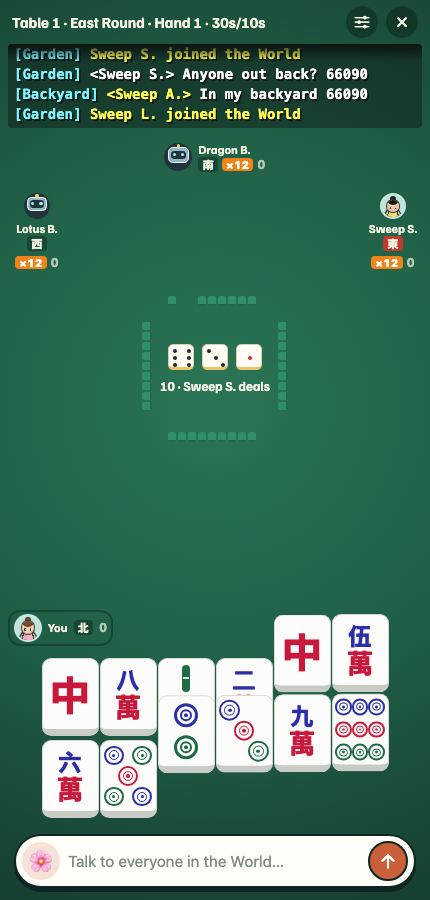 Table 1 · East Round · Hand 1 · 30s/10s
[Garden] Sweep S. joined the World
[Garden] <Sweep S.> Anyone out back? 66090
[Backyard] <Sweep A.> In my backyard 66090
[Garden] Sweep L. joined the World
Dragon B.
南 ×12 0
Lotus B.
西
×12 0
Sweep S.
東
×12 0
10 · Sweep S. deals
You 北 0
中 伍萬
中 八萬 二
九萬
六萬
Talk to everyone in the World...